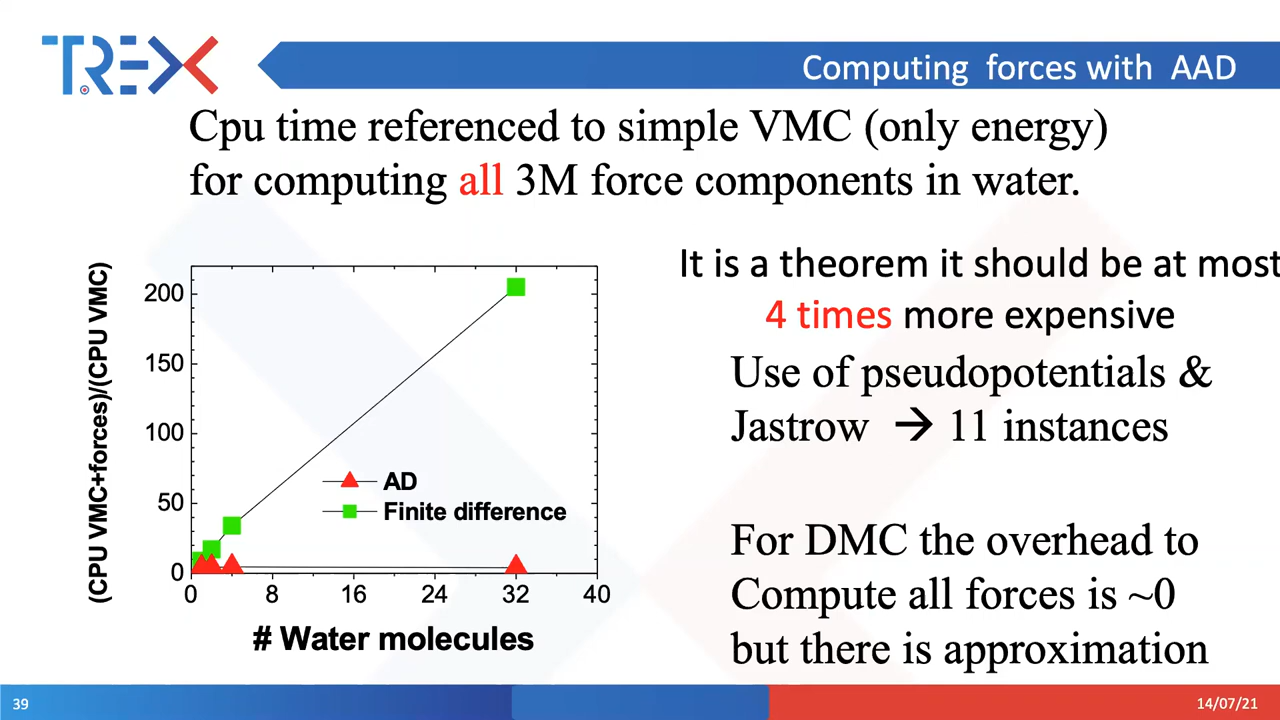 TREX
Computing forces with AAD
Cpu time referenced to simple VMC (only energy)
for computing all 3M force components in water.
It is a theorem it should be at most
4 times more expensive
Use of pseudopotentials &
Jastrow → 11 instances
For DMC the overhead to
Compute all forces is ~0
but there is approximation
(CPU VMC+forces)/(CPU VMC)
200
150
100
50
0
AD
Finite difference
0 8 16 24 32 40
# Water molecules
39
14/07/21